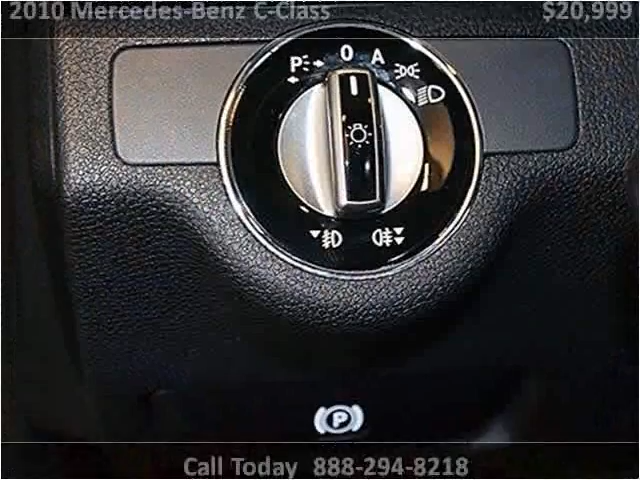 2010 Mercedes-Benz C-Class $20,999
P 0 A
P
Call Today 888-294-8218